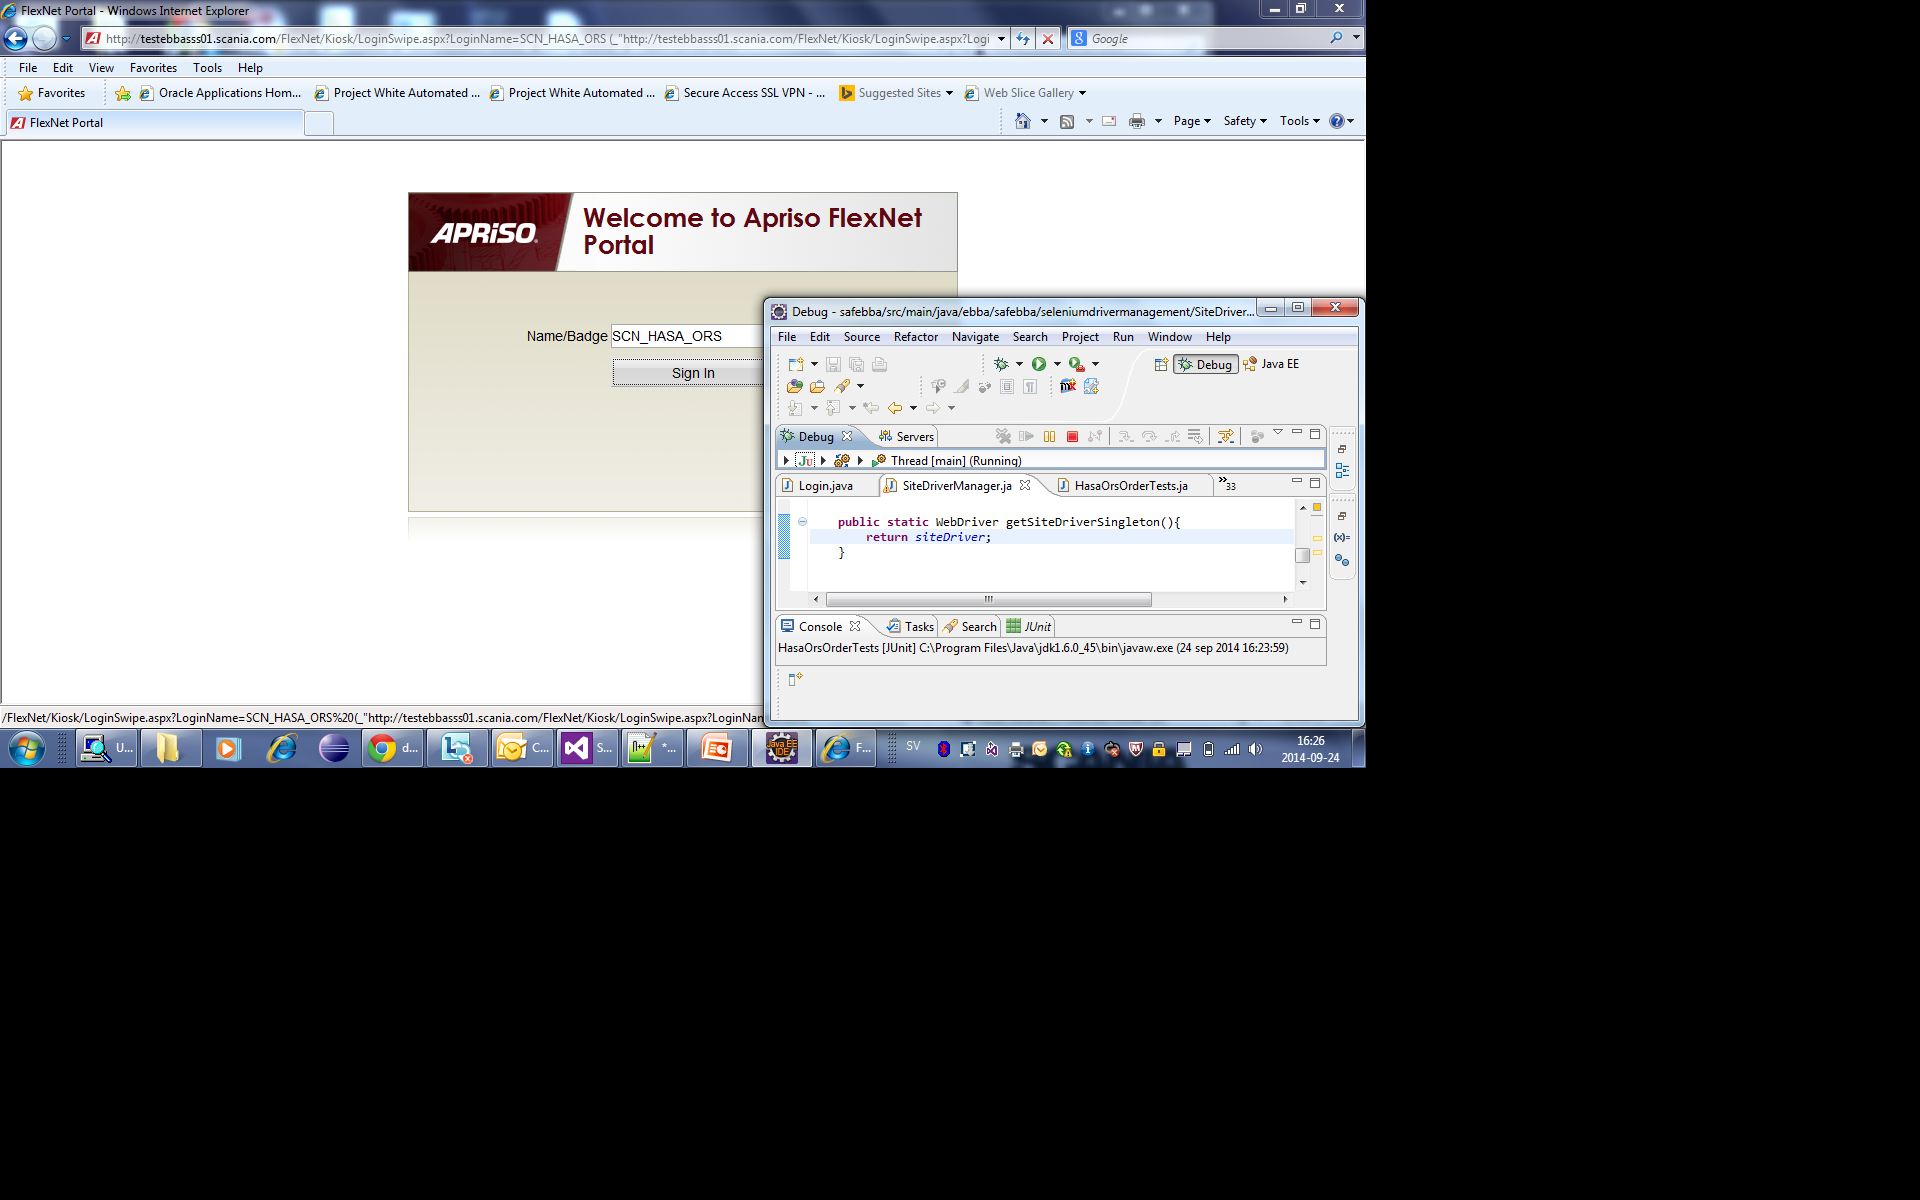 FlexNet Portal - Windows Internet Explorer
http://testebbasss01.scania.com/FlexNet/Kiosk/LoginSwipe.aspx?LoginName=SCN_HASA_ORS (_"http://testebbasss01.scania.com/FlexNet/Kiosk/LoginSwipe.aspx?Logi
Google
File Edit View Favorites Tools Help
Favorites Oracle Applications Hom... Project White Automated ... Project White Automated ... Secure Access SSL VPN - ... Suggested Sites Web Slice Gallery
FlexNet Portal
Page Safety Tools
APRISO
Welcome to Apriso FlexNet
Portal
Name/Badge SCN_HASA_ORS
Sign In
Debug - safebba/src/main/java/ebba/safebba/seleniumdrivermanagement/SiteDriver...
File Edit Source Refactor Navigate Search Project Run Window Help
Debug Java EE
Debug Servers
Ju Thread [main] (Running)
Login.java SiteDriverManager.ja HasaOrsOrderTests.ja »33
public static WebDriver getSiteDriverSingleton(){
return siteDriver;
}
Console Tasks Search JUnit
HasaOrsOrderTests [JUnit] C:\Program Files\Java\jdk1.6.0_45\bin\javaw.exe (24 sep 2014 16:23:59)
/FlexNet/Kiosk/LoginSwipe.aspx?LoginName=SCN_HASA_ORS%20(_"http://testebbasss01.scania.com/FlexNet/Kiosk/LoginSwipe.aspx?LoginNam
U... d... C... S... *... Java EE IDE F... SV
16:26
2014-09-24